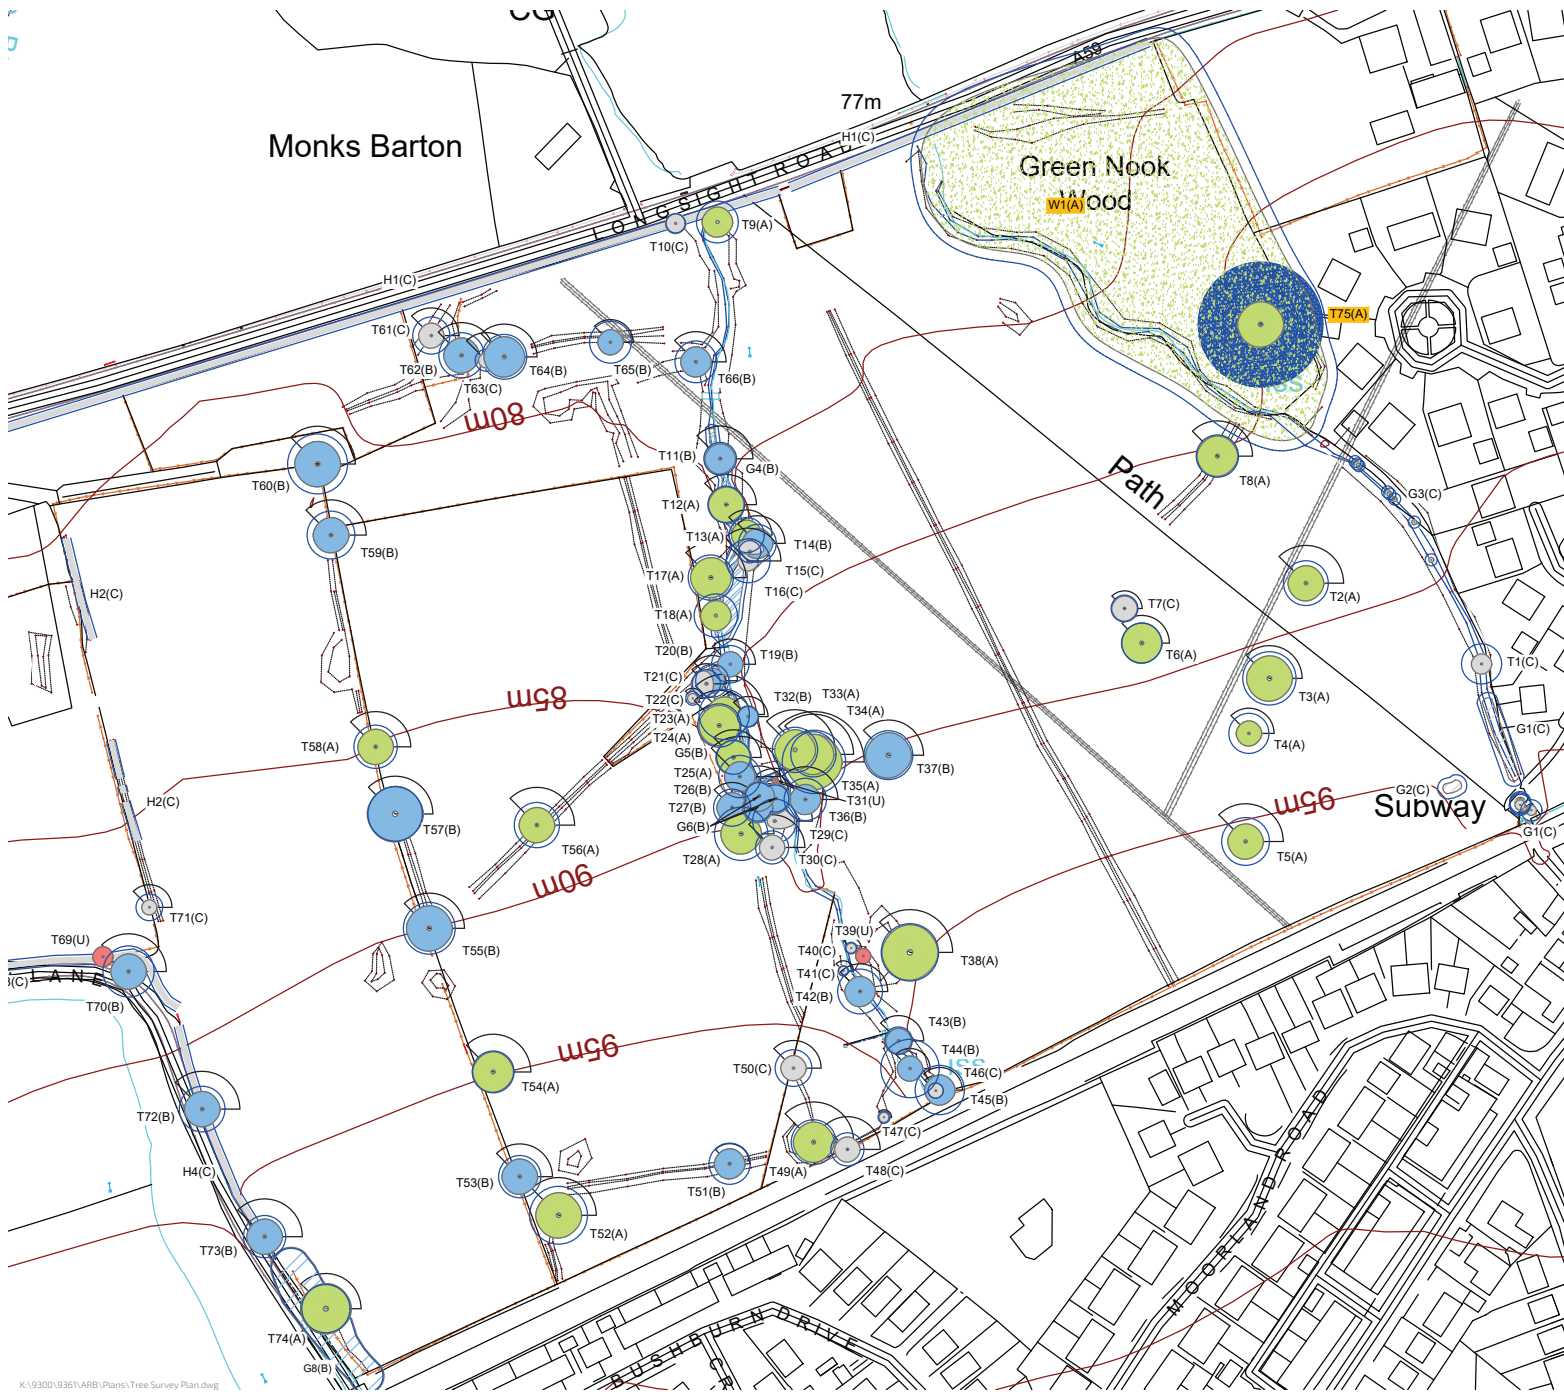 77m
A59
H1(C)
Monks Barton
LONGSIGHT ROAD
Green Nook
Wood
W1(A)
T10(C)
T9(A)
H1(C)
T75(A)
T61(C)
T62(B)
T63(C)
T64(B)
T65(B)
T66(B)
80m
T11(B)
G4(B)
T60(B)
T8(A)
Path
G3(C)
T12(A)
T13(A)
T14(B)
T59(B)
T15(C)
T17(A)
T16(C)
H2(C)
T2(A)
T7(C)
T18(A)
T6(A)
T20(B)
T19(B)
T1(C)
T21(C)
T22(C)
85m
T32(B)
T33(A)
T3(A)
T34(A)
T23(A)
T24(A)
T4(A)
G1(C)
T58(A)
G5(B)
T37(B)
T25(A)
T35(A)
T26(B)
T31(U)
G2(C)
95m
Subway
H2(C)
T27(B)
T36(B)
T57(B)
G6(B)
T29(C)
G1(C)
T56(A)
T28(A)
T30(C)
T5(A)
90m
T71(C)
T69(U)
T39(U)
T55(B)
T40(C)
T38(A)
T41(C)
LANE
T70(B)
T42(B)
T43(B)
95m
T44(B)
T50(C)
T46(C)
T54(A)
T45(B)
T72(B)
T47(C)
H4(C)
T53(B)
T51(B)
T49(A)
T48(C)
T52(A)
T73(B)
MOORLAND ROAD
T74(A)
G8(B)
BUSHBURN DRIVE
K:\9300\9361\ARB\Plans\Tree Survey Plan.dwg